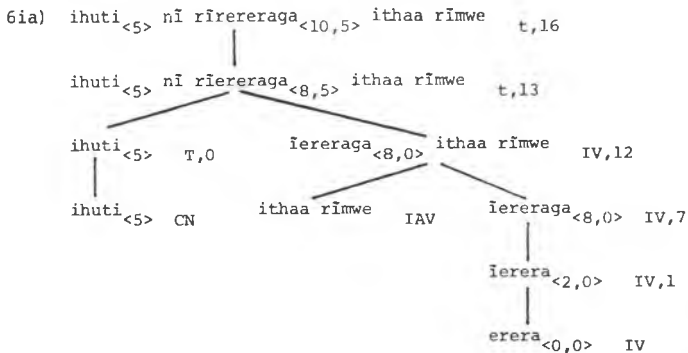 6ia) ihuti<5> nĩ rĩrereraga<10,5> ithaa rĩmwe t,16
ihuti<5> nĩ rĩereraga<8,5> ithaa rĩmwe t,13
ihuti<5> T,0 ĩereraga<8,0> ithaa rĩmwe IV,12
ihuti<5> CN ithaa rĩmwe IAV ĩereraga<8,0> IV,7
ĩerera<2,0> IV,1
erera<0,0> IV